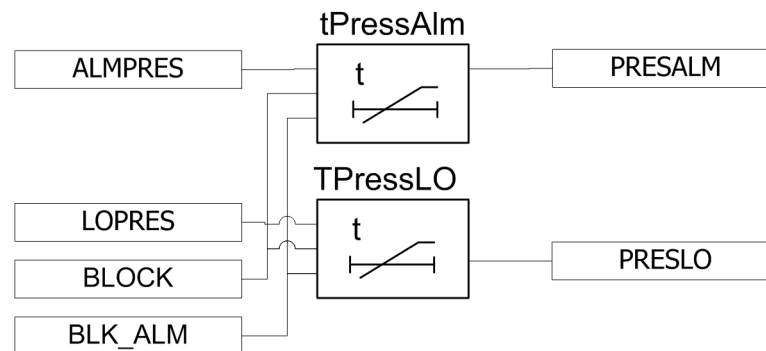 tPressAlm
ALMPRES
t
PRESALM
TPressLO
LOPRES
t
BLOCK
PRESLO
BLK_ALM